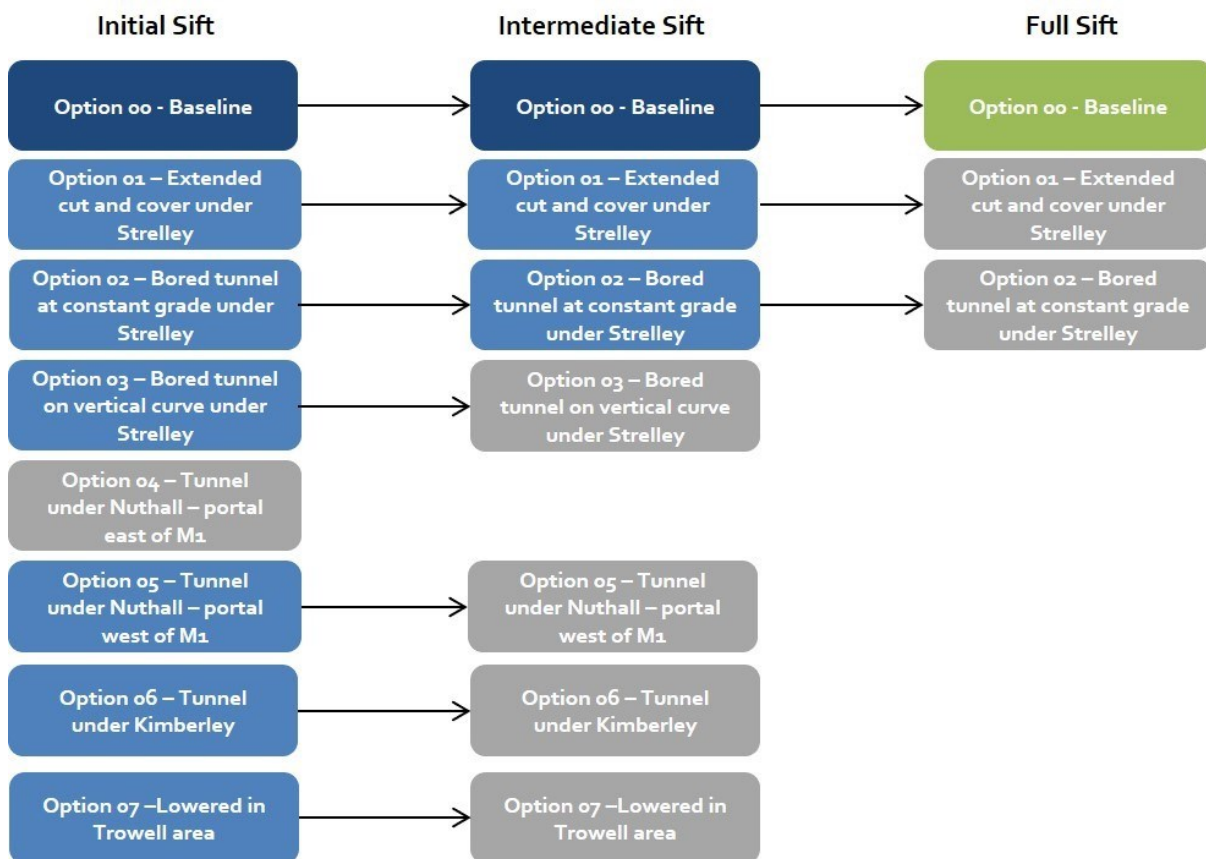 Initial Sift
Intermediate Sift
Full Sift
Option 00 - Baseline
Option 00 - Baseline
Option 00 - Baseline
Option 01 – Extended
cut and cover under
Strelley
Option 01 – Extended
cut and cover under
Strelley
Option 01 – Extended
cut and cover under
Strelley
Option 02 – Bored tunnel
at constant grade under
Strelley
Option 02 – Bored
tunnel at constant grade
under Strelley
Option 02 – Bored
tunnel at constant grade
under Strelley
Option 03 – Bored tunnel
on vertical curve under
Strelley
Option 03 – Bored
tunnel on vertical curve
under Strelley
Option 04 – Tunnel
under Nuthall – portal
east of M1
Option 05 – Tunnel
under Nuthall – portal
west of M1
Option 05 – Tunnel
under Nuthall – portal
west of M1
Option 06 – Tunnel
under Kimberley
Option 06 – Tunnel
under Kimberley
Option 07 –Lowered in
Trowell area
Option 07 –Lowered in
Trowell area